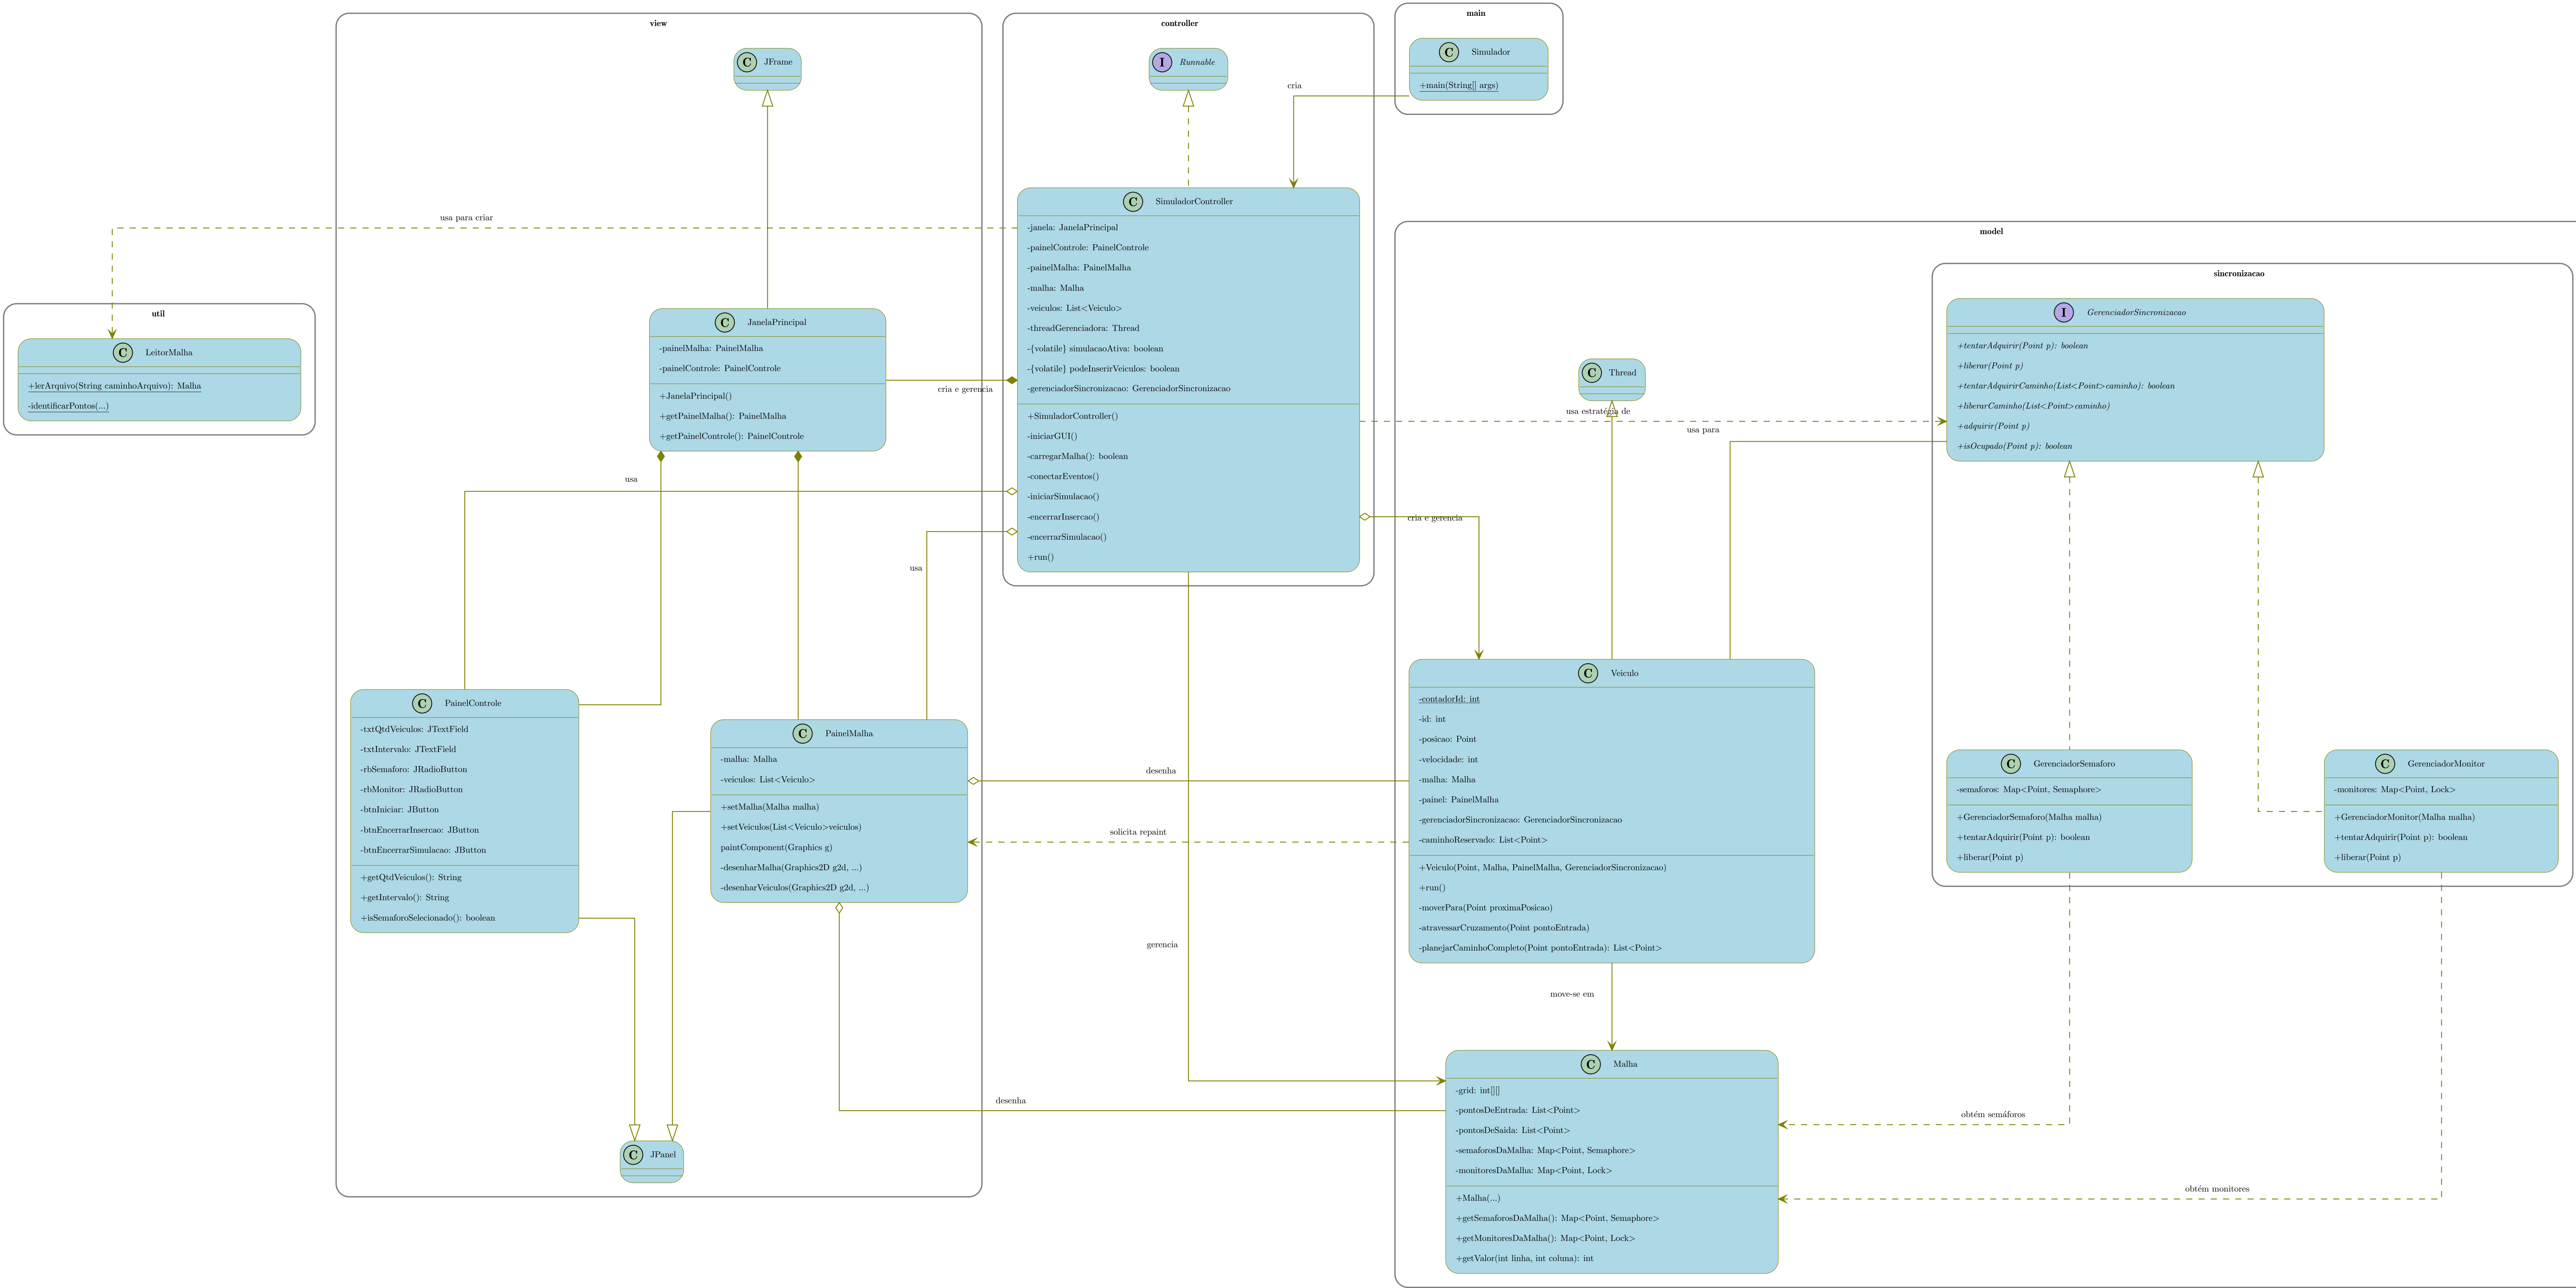 main
C Simulador
+main(String[] args)
view
C JFrame
controller
I Runnable
cria
C SimuladorController
-janela: JanelaPrincipal
-painelControle: PainelControle
-painelMalha: PainelMalha
-malha: Malha
-veiculos: List<Veiculo>
-threadGerenciadora: Thread
-{volatile} simulacaoAtiva: boolean
-{volatile} podeInserirVeiculos: boolean
-gerenciadorSincronizacao: GerenciadorSincronizacao
+SimuladorController()
-iniciarGUI()
-carregarMalha(): boolean
-conectarEventos()
-iniciarSimulacao()
-encerrarInsercao()
-encerrarSimulacao()
+run()
usa para criar
util
C LeitorMalha
+lerArquivo(String caminhoArquivo): Malha
-identificarPontos(...)
C JanelaPrincipal
-painelMalha: PainelMalha
-painelControle: PainelControle
+JanelaPrincipal()
+getPainelMalha(): PainelMalha
+getPainelControle(): PainelControle
cria e gerencia
usa
usa
model
sincronizacao
I GerenciadorSincronizacao
+tentarAdquirir(Point p): boolean
+liberar(Point p)
+tentarAdquirirCaminho(List<Point>caminho): boolean
+liberarCaminho(List<Point>caminho)
+adquirir(Point p)
+isOcupado(Point p): boolean
C Thread
usa estratégia de
usa para
cria e gerencia
C PainelControle
-txtQtdVeiculos: JTextField
-txtIntervalo: JTextField
-rbSemaforo: JRadioButton
-rbMonitor: JRadioButton
-btnIniciar: JButton
-btnEncerrarInsercao: JButton
-btnEncerrarSimulacao: JButton
+getQtdVeiculos(): String
+getIntervalo(): String
+isSemaforoSelecionado(): boolean
C PainelMalha
-malha: Malha
-veiculos: List<Veiculo>
+setMalha(Malha malha)
+setVeiculos(List<Veiculo>veiculos)
paintComponent(Graphics g)
-desenharMalha(Graphics2D g2d, ...)
-desenharVeiculos(Graphics2D g2d, ...)
desenha
solicita repaint
C Veiculo
-contadorId: int
-id: int
-posicao: Point
-velocidade: int
-malha: Malha
-painel: PainelMalha
-gerenciadorSincronizacao: GerenciadorSincronizacao
-caminhoReservado: List<Point>
+Veiculo(Point, Malha, PainelMalha, GerenciadorSincronizacao)
+run()
-moverPara(Point proximaPosicao)
-atravessarCruzamento(Point pontoEntrada)
-planejarCaminhoCompleto(Point pontoEntrada): List<Point>
C GerenciadorSemaforo
-semaforos: Map<Point, Semaphore>
+GerenciadorSemaforo(Malha malha)
+tentarAdquirir(Point p): boolean
+liberar(Point p)
C GerenciadorMonitor
-monitores: Map<Point, Lock>
+GerenciadorMonitor(Malha malha)
+tentarAdquirir(Point p): boolean
+liberar(Point p)
gerencia
move-se em
C Malha
-grid: int[][]
-pontosDeEntrada: List<Point>
-pontosDeSaida: List<Point>
-semaforosDaMalha: Map<Point, Semaphore>
-monitoresDaMalha: Map<Point, Lock>
+Malha(...)
+getSemaforosDaMalha(): Map<Point, Semaphore>
+getMonitoresDaMalha(): Map<Point, Lock>
+getValor(int linha, int coluna): int
desenha
obtém semáforos
obtém monitores
C JPanel